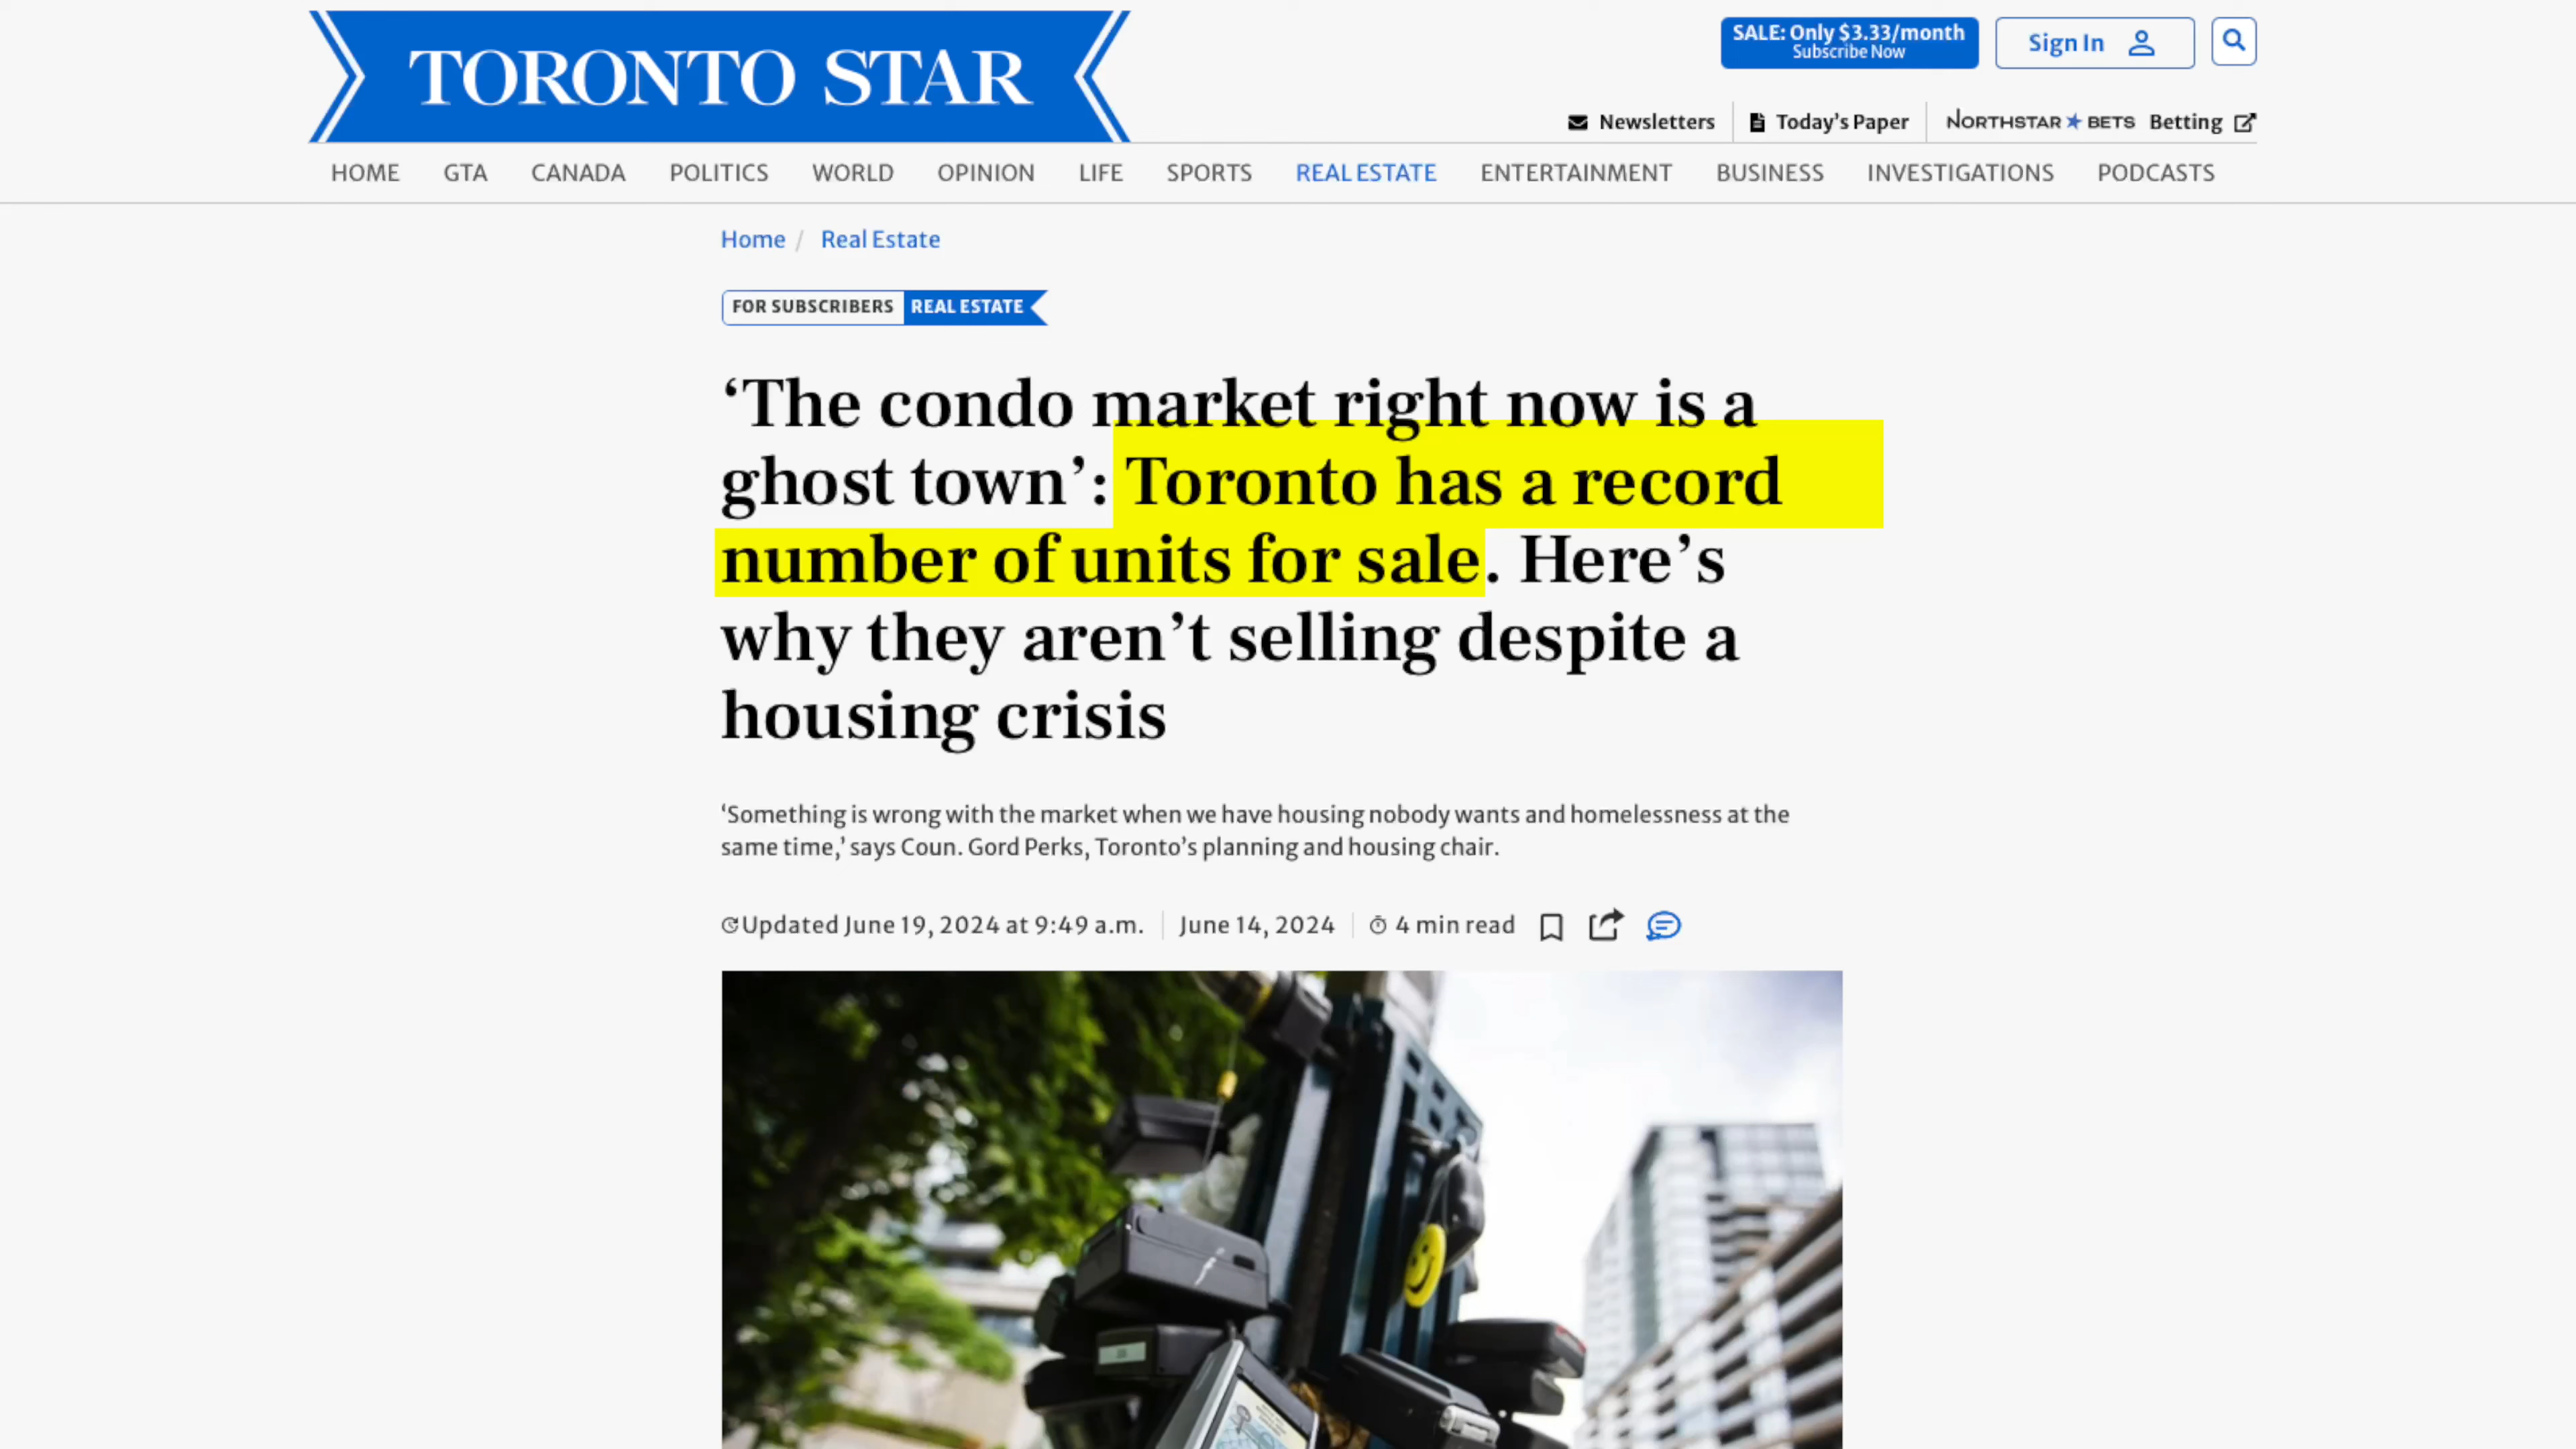 TORONTO STAR
SALE: Only $3.33/month
Subscribe Now
Sign In
Newsletters
Today's Paper
NORTHSTAR BETS Betting
HOME GTA CANADA POLITICS WORLD OPINION LIFE SPORTS REAL ESTATE ENTERTAINMENT BUSINESS INVESTIGATIONS PODCASTS
Home / Real Estate
FOR SUBSCRIBERS REAL ESTATE
‘The condo market right now is a
ghost town’: Toronto has a record
number of units for sale. Here’s
why they aren’t selling despite a
housing crisis
‘Something is wrong with the market when we have housing nobody wants and homelessness at the
same time,’ says Coun. Gord Perks, Toronto’s planning and housing chair.
Updated June 19, 2024 at 9:49 a.m. June 14, 2024 4 min read